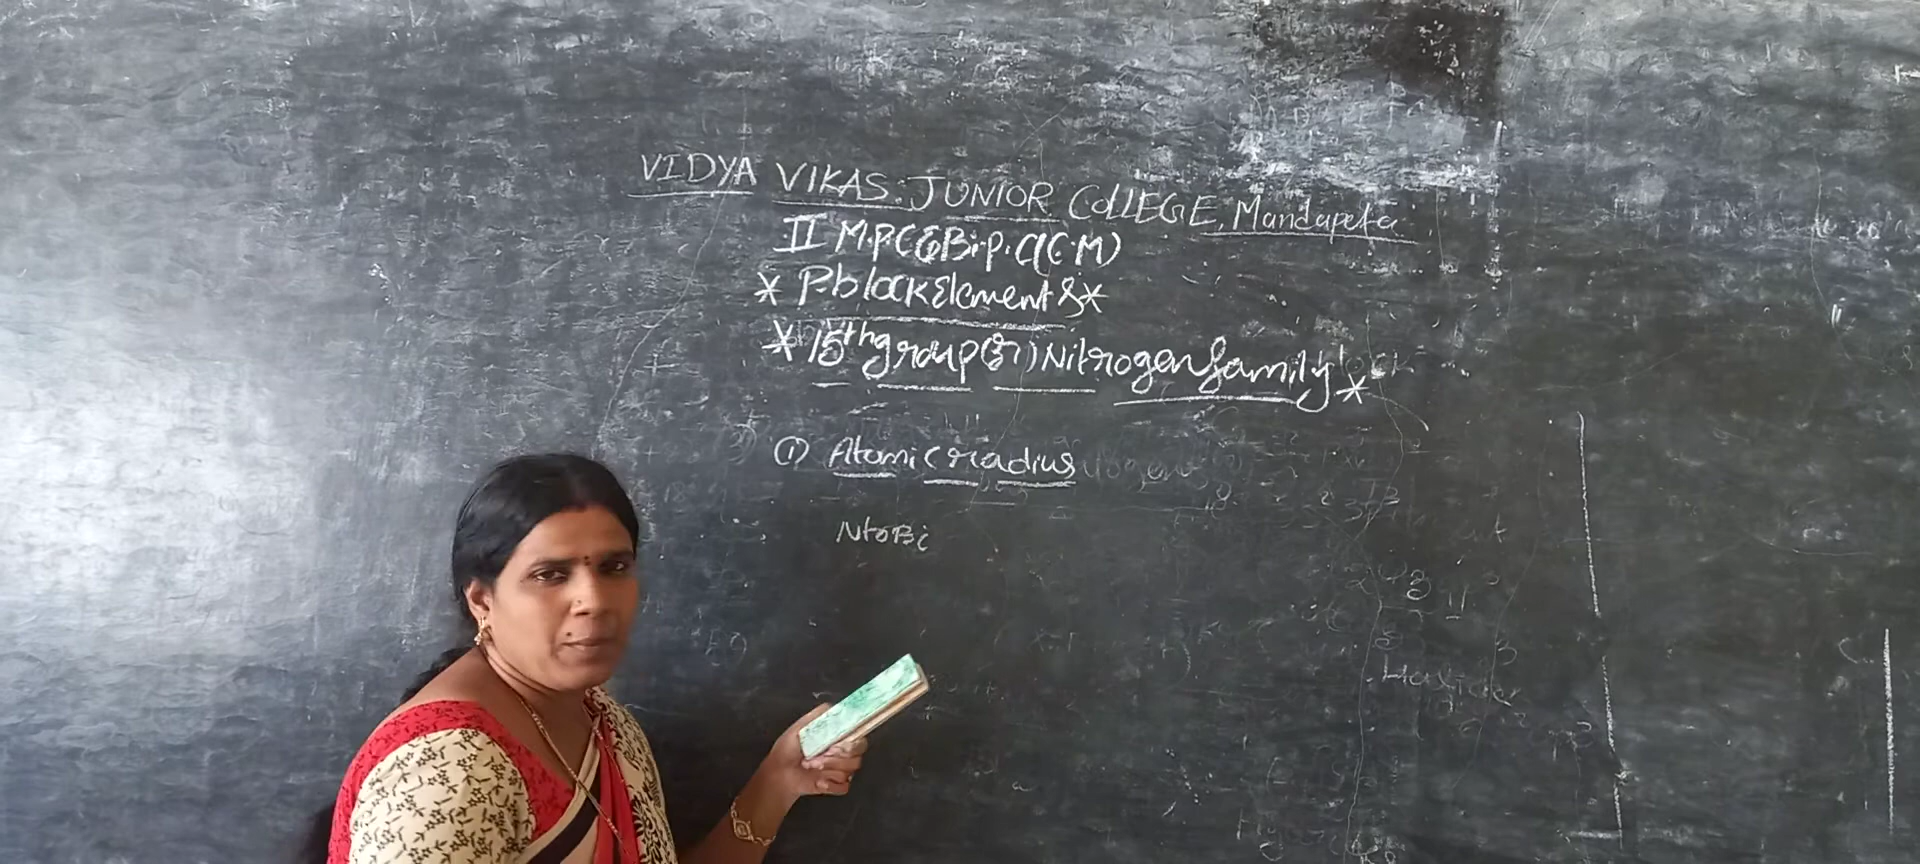 VIDYA VIKAS JUNIOR COLLEGE, Mandapeta
II M.P.C & Bi.P.C (C.M)
* P-block Elements *
* 15th group (or) Nitrogen family *
① Atomic radius
N to Bi